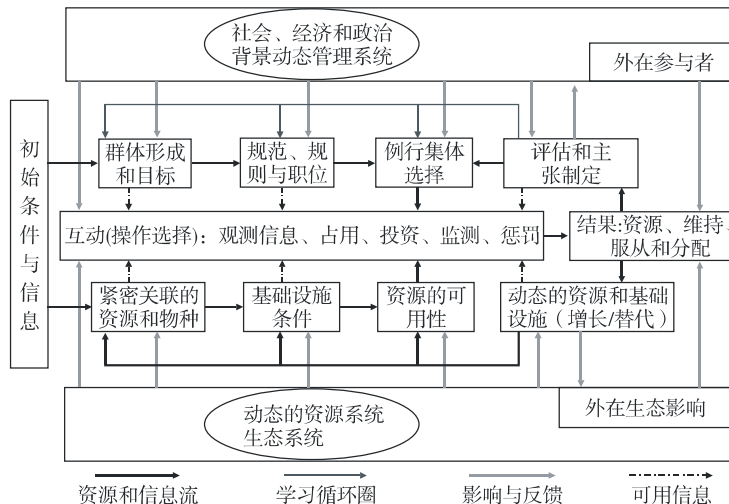 社会、经济和政治
背景动态管理系统
外在参与者
初始条件与信息
群体形成
和目标
规范、规
则与职位
例行集体
选择
评估和主
张制定
互动(操作选择)：观测信息、占用、投资、监测、惩罚
结果:资源、维持、
服从和分配
紧密关联的
资源和物种
基础设施
条件
资源的可
用性
动态的资源和基础
设施（增长/替代）
动态的资源系统
生态系统
外在生态影响
资源和信息流
学习循环圈
影响与反馈
可用信息